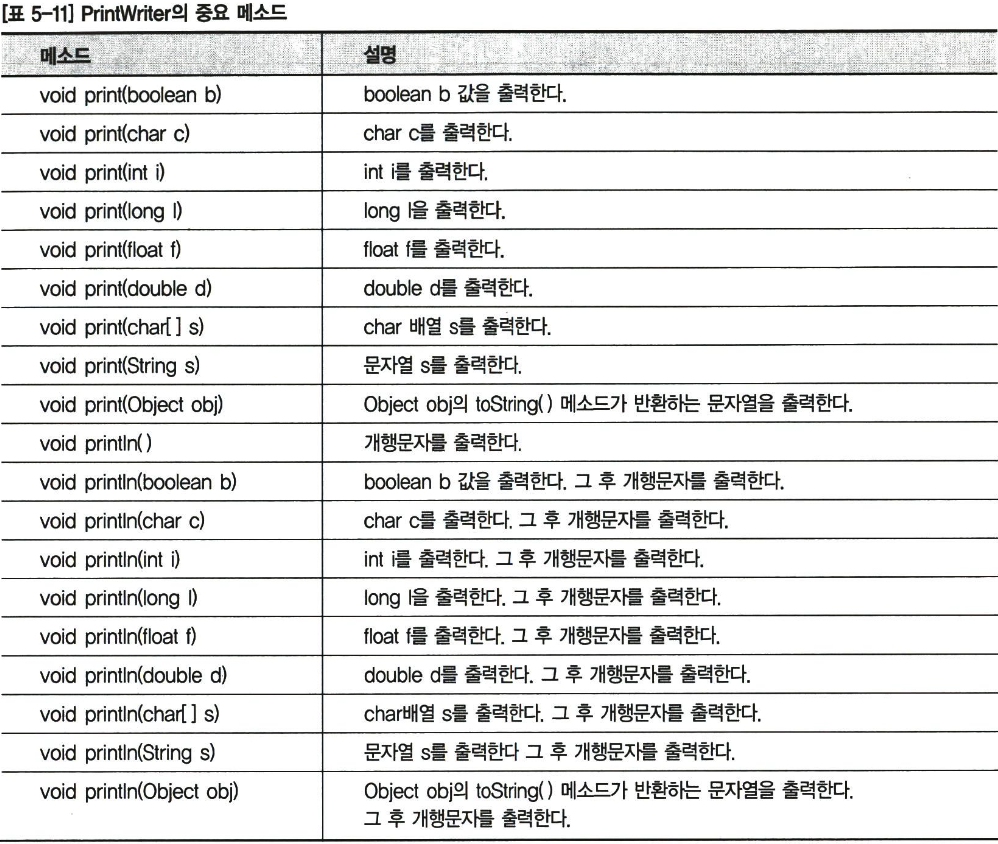 [표 5-11] PrintWriter의 중요 메소드
메소드 설명
void print(boolean b) boolean b 값을 출력한다.
void print(char c) char c를 출력한다.
void print(int i) int i를 출력한다.
void print(long l) long l을 출력한다.
void print(float f) float f를 출력한다.
void print(double d) double d를 출력한다.
void print(char[ ] s) char 배열 s를 출력한다.
void print(String s) 문자열 s를 출력한다.
void print(Object obj) Object obj의 toString( ) 메소드가 반환하는 문자열을 출력한다.
void println( ) 개행문자를 출력한다.
void println(boolean b) boolean b 값을 출력한다. 그 후 개행문자를 출력한다.
void println(char c) char c를 출력한다. 그 후 개행문자를 출력한다.
void println(int i) int i를 출력한다. 그 후 개행문자를 출력한다.
void println(long l) long l을 출력한다. 그 후 개행문자를 출력한다.
void println(float f) float f를 출력한다. 그 후 개행문자를 출력한다.
void println(double d) double d를 출력한다. 그 후 개행문자를 출력한다.
void println(char[ ] s) char배열 s를 출력한다. 그 후 개행문자를 출력한다.
void println(String s) 문자열 s를 출력한다 그 후 개행문자를 출력한다.
void println(Object obj) Object obj의 toString( ) 메소드가 반환하는 문자열을 출력한다.
그 후 개행문자를 출력한다.